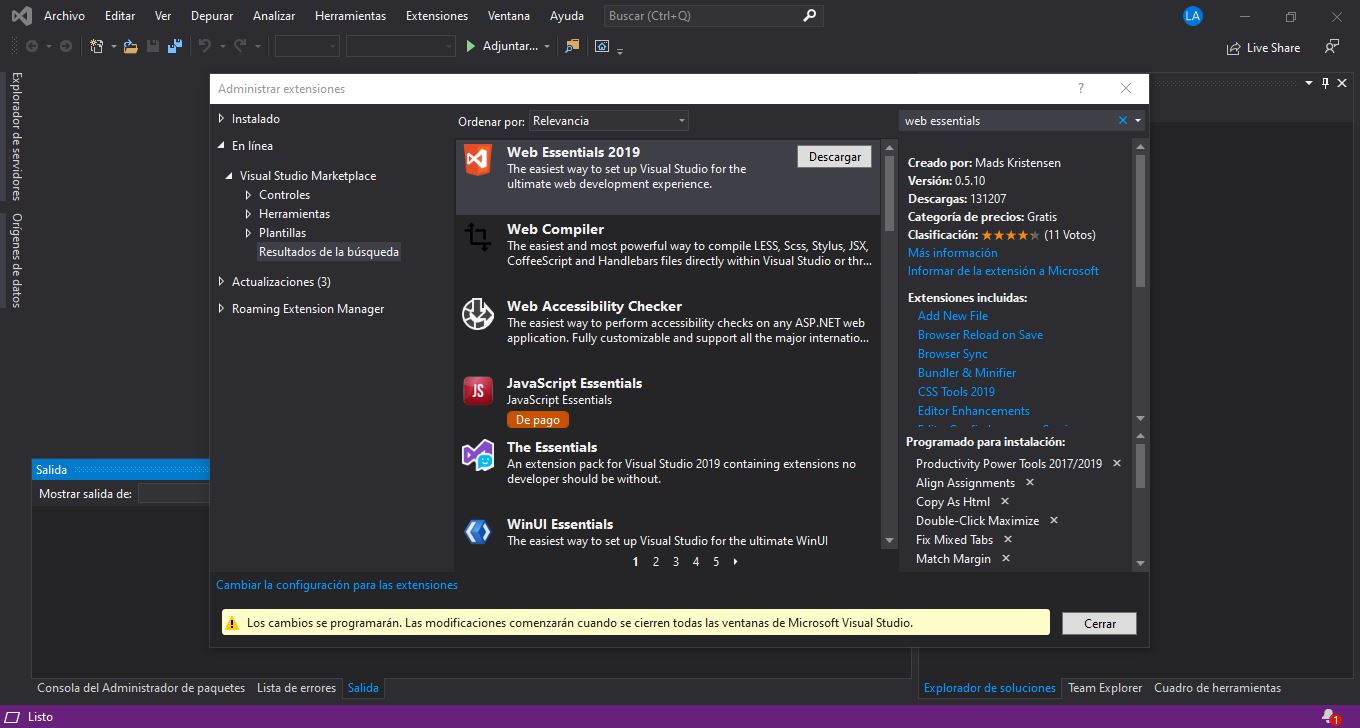 Archivo Editar Ver Depurar Analizar Herramientas Extensiones Ventana Ayuda Buscar (Ctrl+Q) LA
Adjuntar... Live Share
Explorador de servidores
Orígenes de datos
Administrar extensiones ?
Instalado
En línea
Visual Studio Marketplace
Controles
Herramientas
Plantillas
Resultados de la búsqueda
Actualizaciones (3)
Roaming Extension Manager
Ordenar por: Relevancia
web essentials
Web Essentials 2019
Descargar
The easiest way to set up Visual Studio for the
ultimate web development experience.
Web Compiler
The easiest and most powerful way to compile LESS, Scss, Stylus, JSX,
CoffeeScript and Handlebars files directly within Visual Studio or thr...
Web Accessibility Checker
The easiest way to perform accessibility checks on any ASP.NET web
application. Fully customizable and support all the major internatio...
JS
JavaScript Essentials
JavaScript Essentials
De pago
The Essentials
An extension pack for Visual Studio 2019 containing extensions no
developer should be without.
WinUI Essentials
The easiest way to set up Visual Studio for the ultimate WinUI
1 2 3 4 5
Creado por: Mads Kristensen
Versión: 0.5.10
Descargas: 131207
Categoría de precios: Gratis
Clasificación: (11 Votos)
Más información
Informar de la extensión a Microsoft
Extensiones incluidas:
Add New File
Browser Reload on Save
Browser Sync
Bundler & Minifier
CSS Tools 2019
Editor Enhancements
Programado para instalación:
Productivity Power Tools 2017/2019
Align Assignments
Copy As Html
Double-Click Maximize
Fix Mixed Tabs
Match Margin
Cambiar la configuración para las extensiones
Los cambios se programarán. Las modificaciones comenzarán cuando se cierren todas las ventanas de Microsoft Visual Studio.
Cerrar
Salida
Mostrar salida de:
Consola del Administrador de paquetes Lista de errores Salida
Explorador de soluciones Team Explorer Cuadro de herramientas
Listo
1